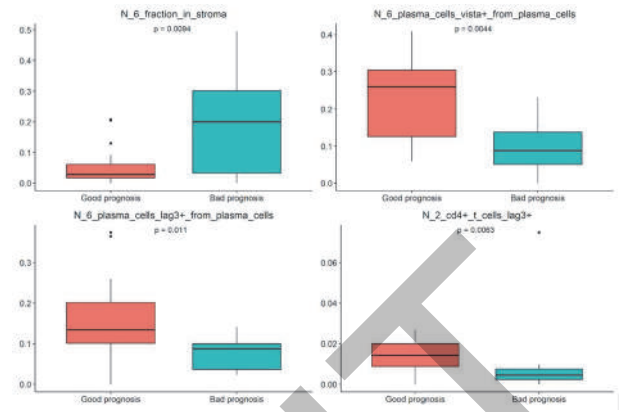 N_6_fraction_in_stroma
p = 0.0094
0.5
0.4
0.3
0.2
0.1
0.0
Good prognosis
Bad prognosis
N_6_plasma_cells_vista+_from_plasma_cells
p = 0.0044
0.4
0.3
0.2
0.1
0.0
Good prognosis
Bad prognosis
N_6_plasma_cells_lag3+_from_plasma_cells
p = 0.011
0.3
0.2
0.1
0.0
Good prognosis
Bad prognosis
N_2_cd4+_t_cells_lag3+
p = 0.0063
0.06
0.04
0.02
0.00
Good prognosis
Bad prognosis